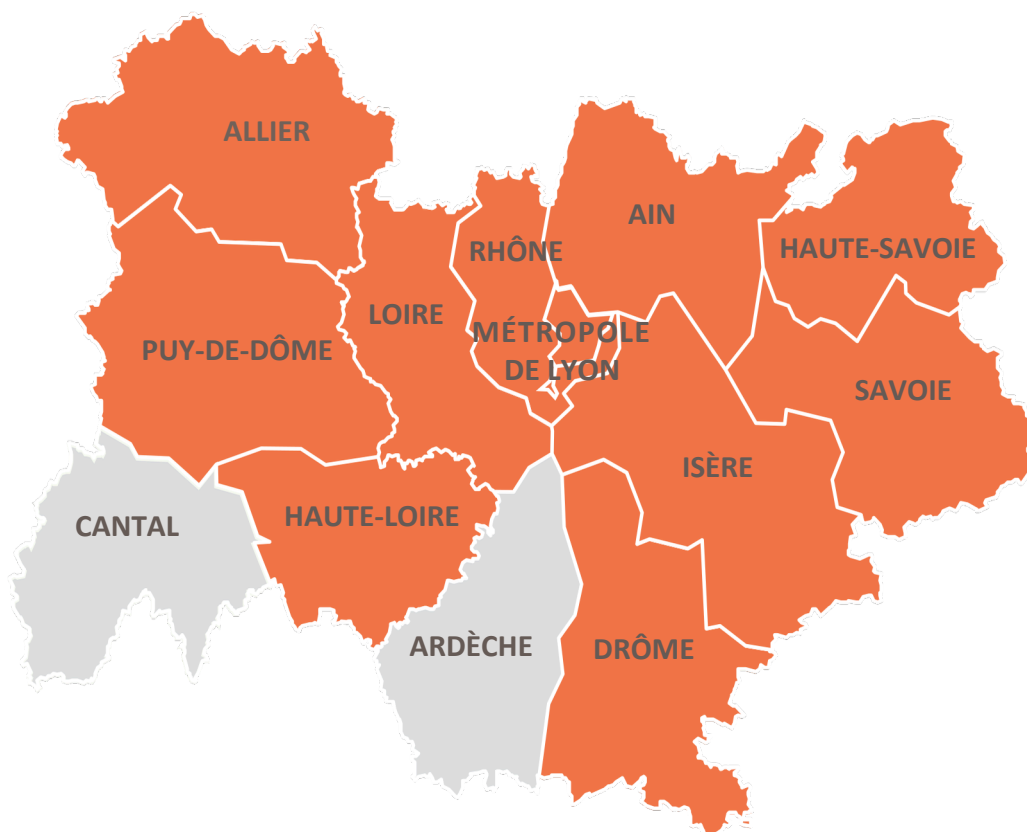 ALLIER
AIN
RHÔNE
HAUTE-SAVOIE
LOIRE
MÉTROPOLE
DE LYON
PUY-DE-DÔME
SAVOIE
ISÈRE
HAUTE-LOIRE
CANTAL
ARDÈCHE
DRÔME